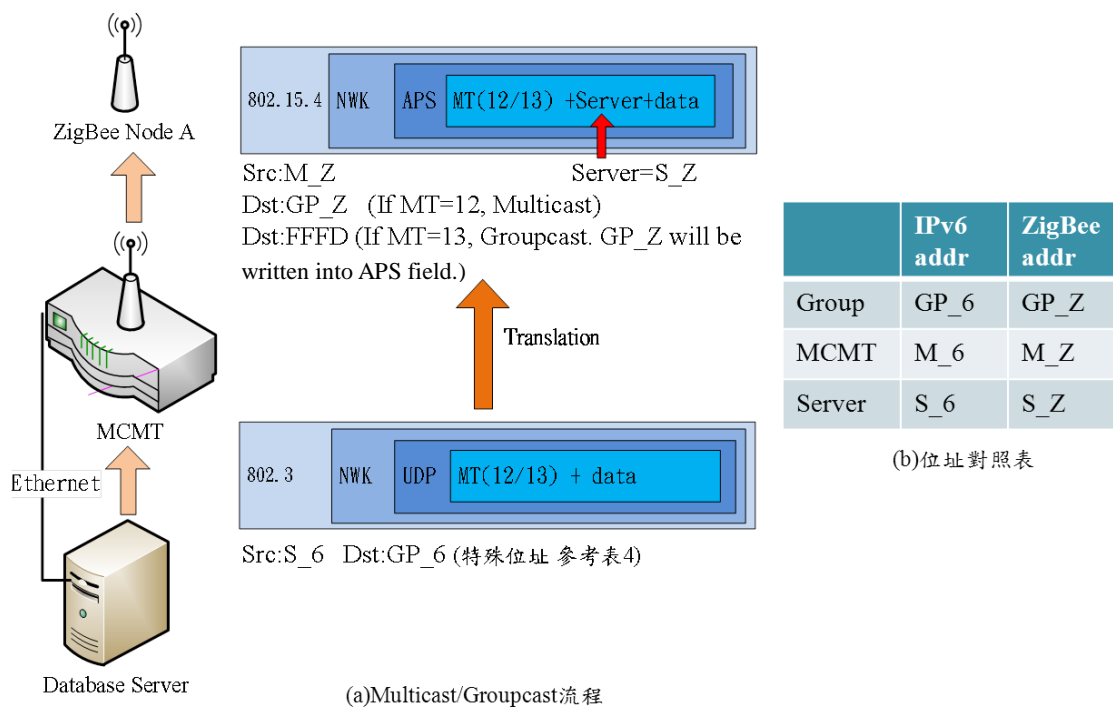 802.15.4 NWK APS MT(12/13) +Server+data
ZigBee Node A
Src:M_Z Server=S_Z
Dst:GP_Z (If MT=12, Multicast)
Dst:FFFD (If MT=13, Groupcast. GP_Z will be
written into APS field.)
Translation
MCMT
Ethernet
802.3 NWK UDP MT(12/13) + data
Src:S_6 Dst:GP_6 (特殊位址 參考表4)
Database Server
(a)Multicast/Groupcast流程
IPv6 ZigBee
addr addr
Group GP_6 GP_Z
MCMT M_6 M_Z
Server S_6 S_Z
(b)位址對照表